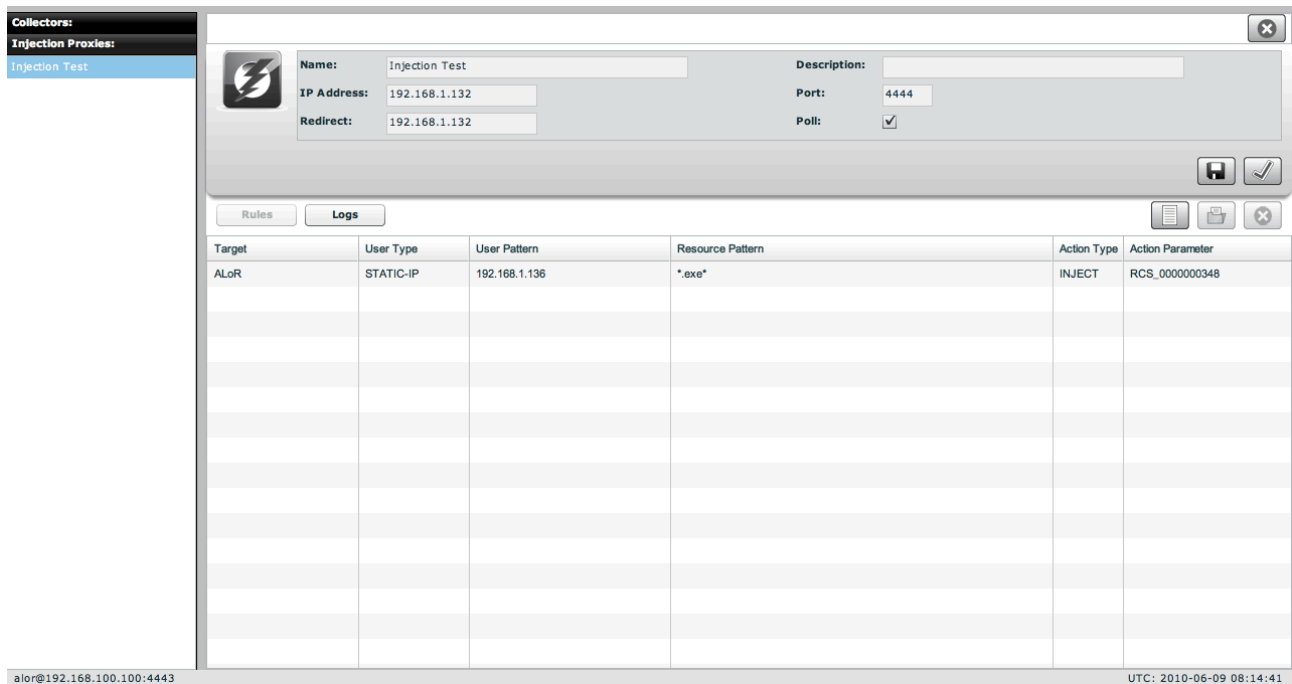 Collectors:
Injection Proxies:
Injection Test
Name: Injection Test Description:
IP Address: 192.168.1.132 Port: 4444
Redirect: 192.168.1.132 Poll:
Rules Logs
Target User Type User Pattern Resource Pattern Action Type Action Parameter
ALoR STATIC-IP 192.168.1.136 *.exe* INJECT RCS_0000000348
alor@192.168.100.100:4443 UTC: 2010-06-09 08:14:41